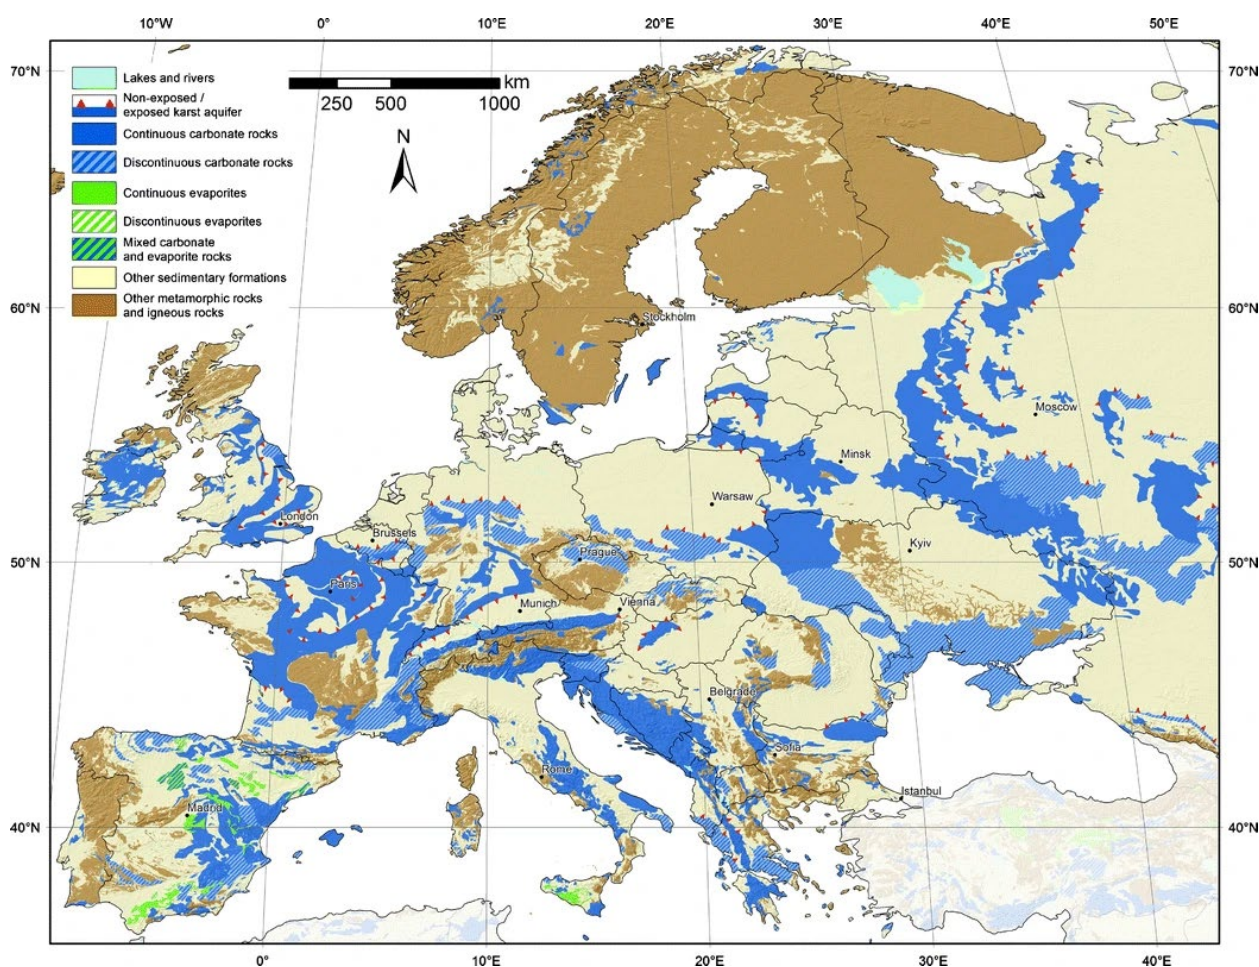 10°W 0° 10°E 20°E 30°E 40°E 50°E
70°N 70°N
Lakes and rivers
Non-exposed /
exposed karst aquifer
Continuous carbonate rocks
Discontinuous carbonate rocks
Continuous evaporites
Discontinuous evaporites
Mixed carbonate
and evaporite rocks
Other sedimentary formations
Other metamorphic rocks
and igneous rocks
km
250 500 1000
N
60°N 60°N
Stockholm
Moscow
Minsk
Warsaw
London
Brussels
Kyiv
Prague
50°N 50°N
Paris
Munich
Vienna
Belgrade
Sofia
Rome
Istanbul
Madrid
40°N 40°N
0° 10°E 20°E 30°E 40°E